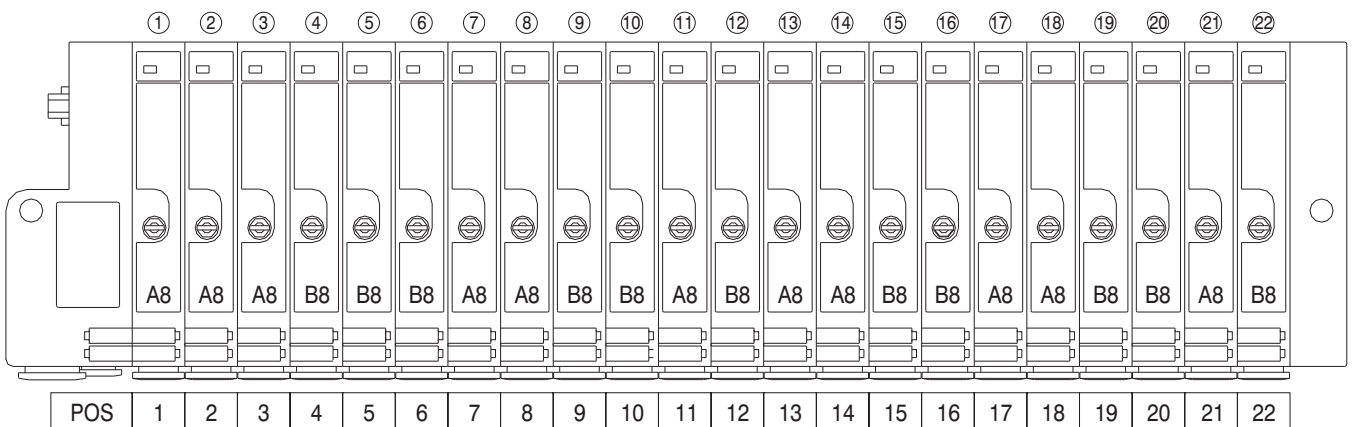 ① ② ③ ④ ⑤ ⑥ ⑦ ⑧ ⑨ ⑩ ⑪ ⑫ ⑬ ⑭ ⑮ ⑯ ⑰ ⑱ ⑲ ⑳ ㉑ ㉒
A8 A8 A8 B8 B8 B8 A8 A8 B8 B8 A8 B8 A8 A8 B8 B8 A8 A8 B8 B8 A8 B8
POS 1 2 3 4 5 6 7 8 9 10 11 12 13 14 15 16 17 18 19 20 21 22